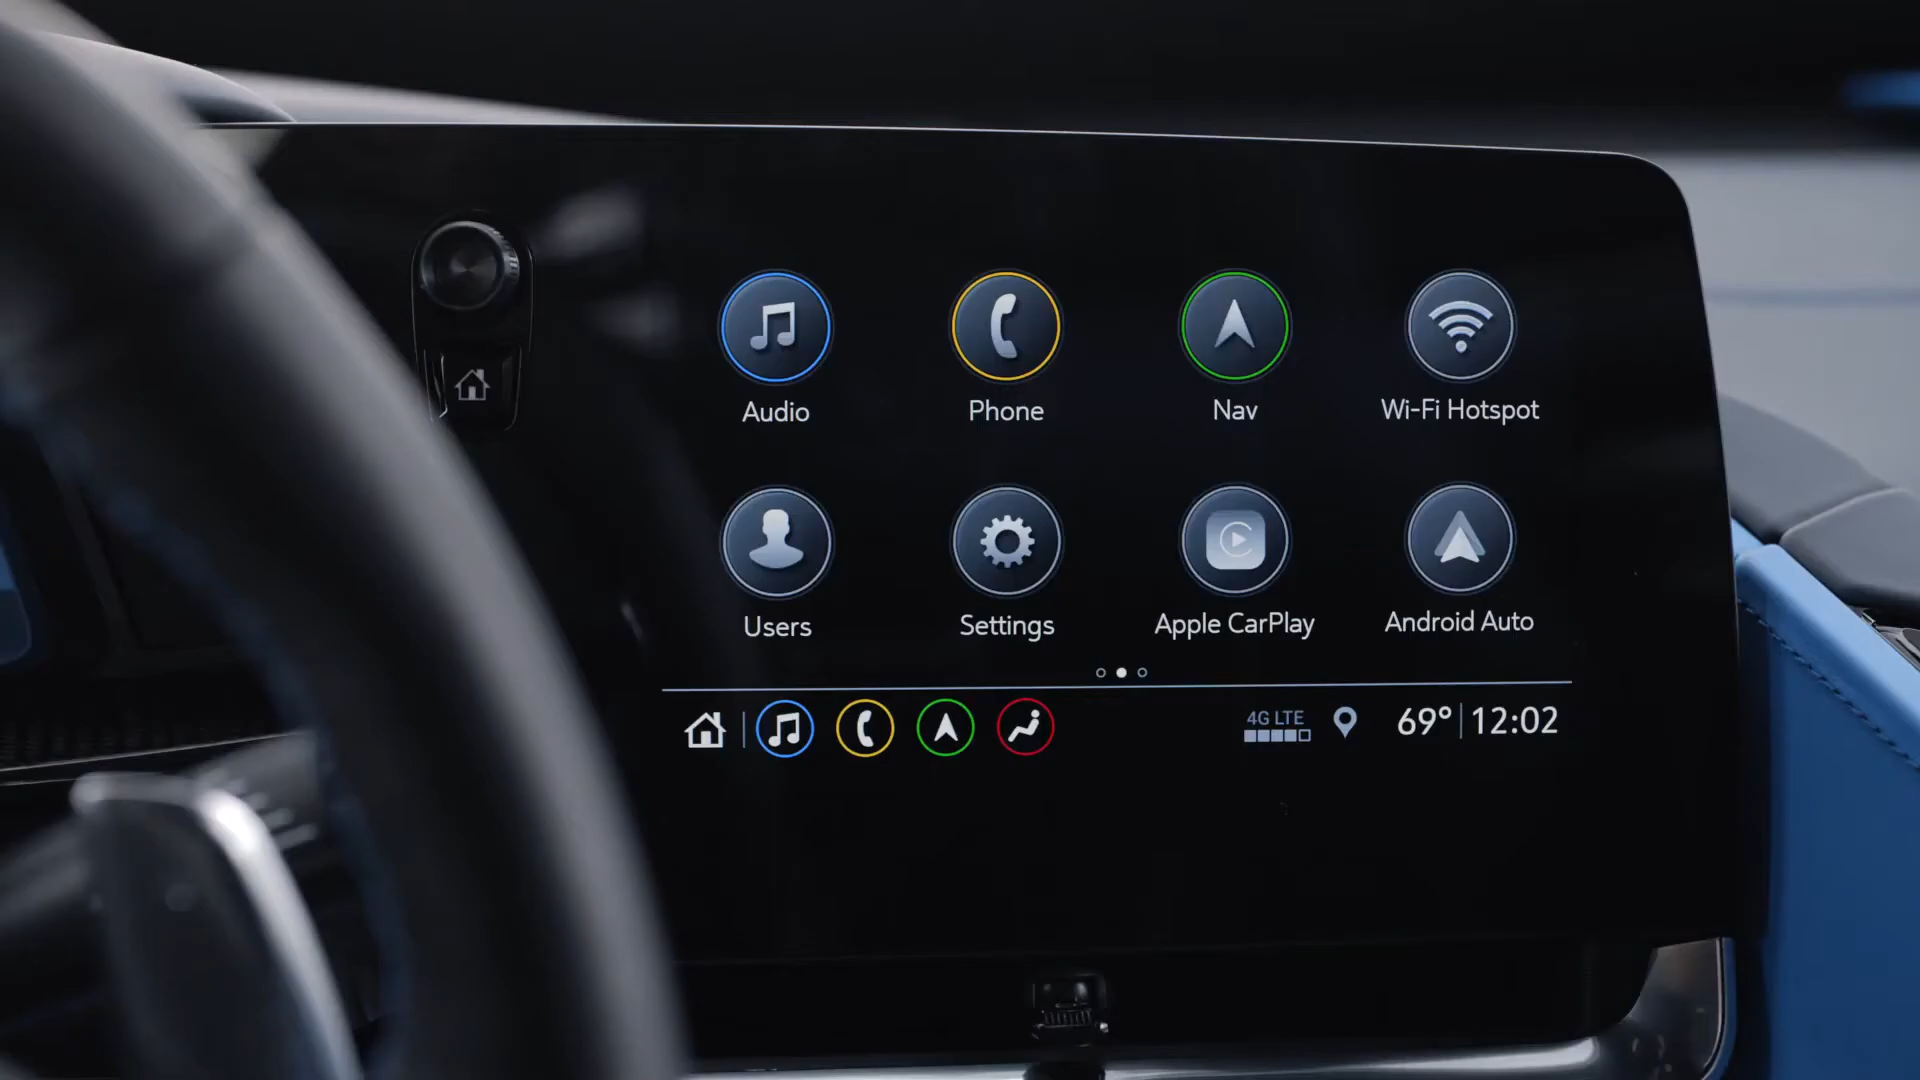 Audio
Phone
Nav
Wi-Fi Hotspot
Users
Settings
Apple CarPlay
Android Auto
4G LTE
69° 12:02